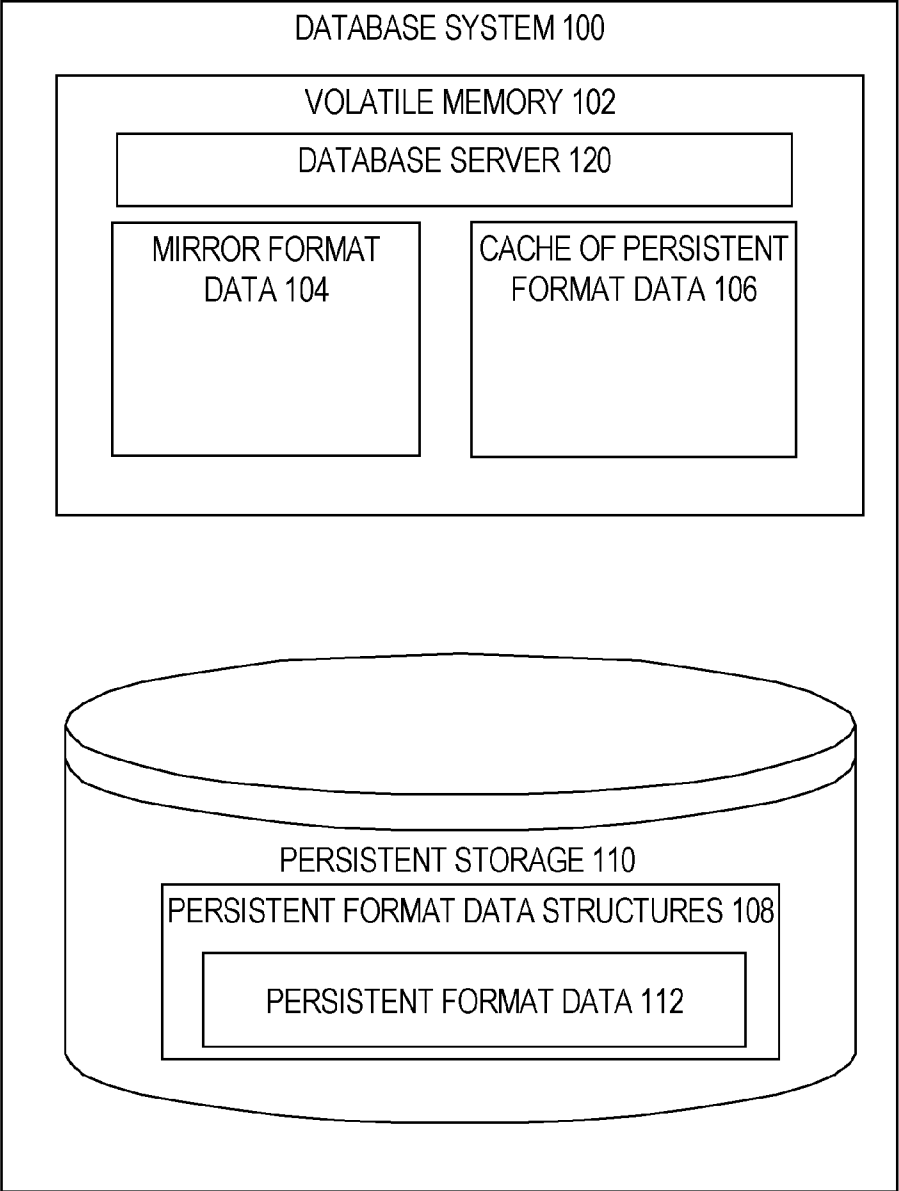 DATABASE SYSTEM 100
VOLATILE MEMORY 102
DATABASE SERVER 120
MIRROR FORMAT
DATA 104
CACHE OF PERSISTENT
FORMAT DATA 106
PERSISTENT STORAGE 110
PERSISTENT FORMAT DATA STRUCTURES 108
PERSISTENT FORMAT DATA 112